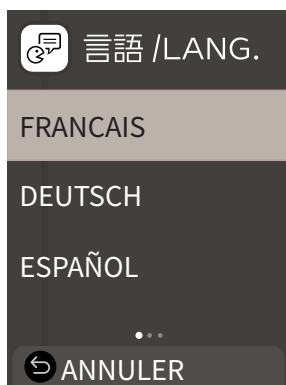 言語 /LANG.
FRANCAIS
DEUTSCH
ESPAÑOL
ANNULER